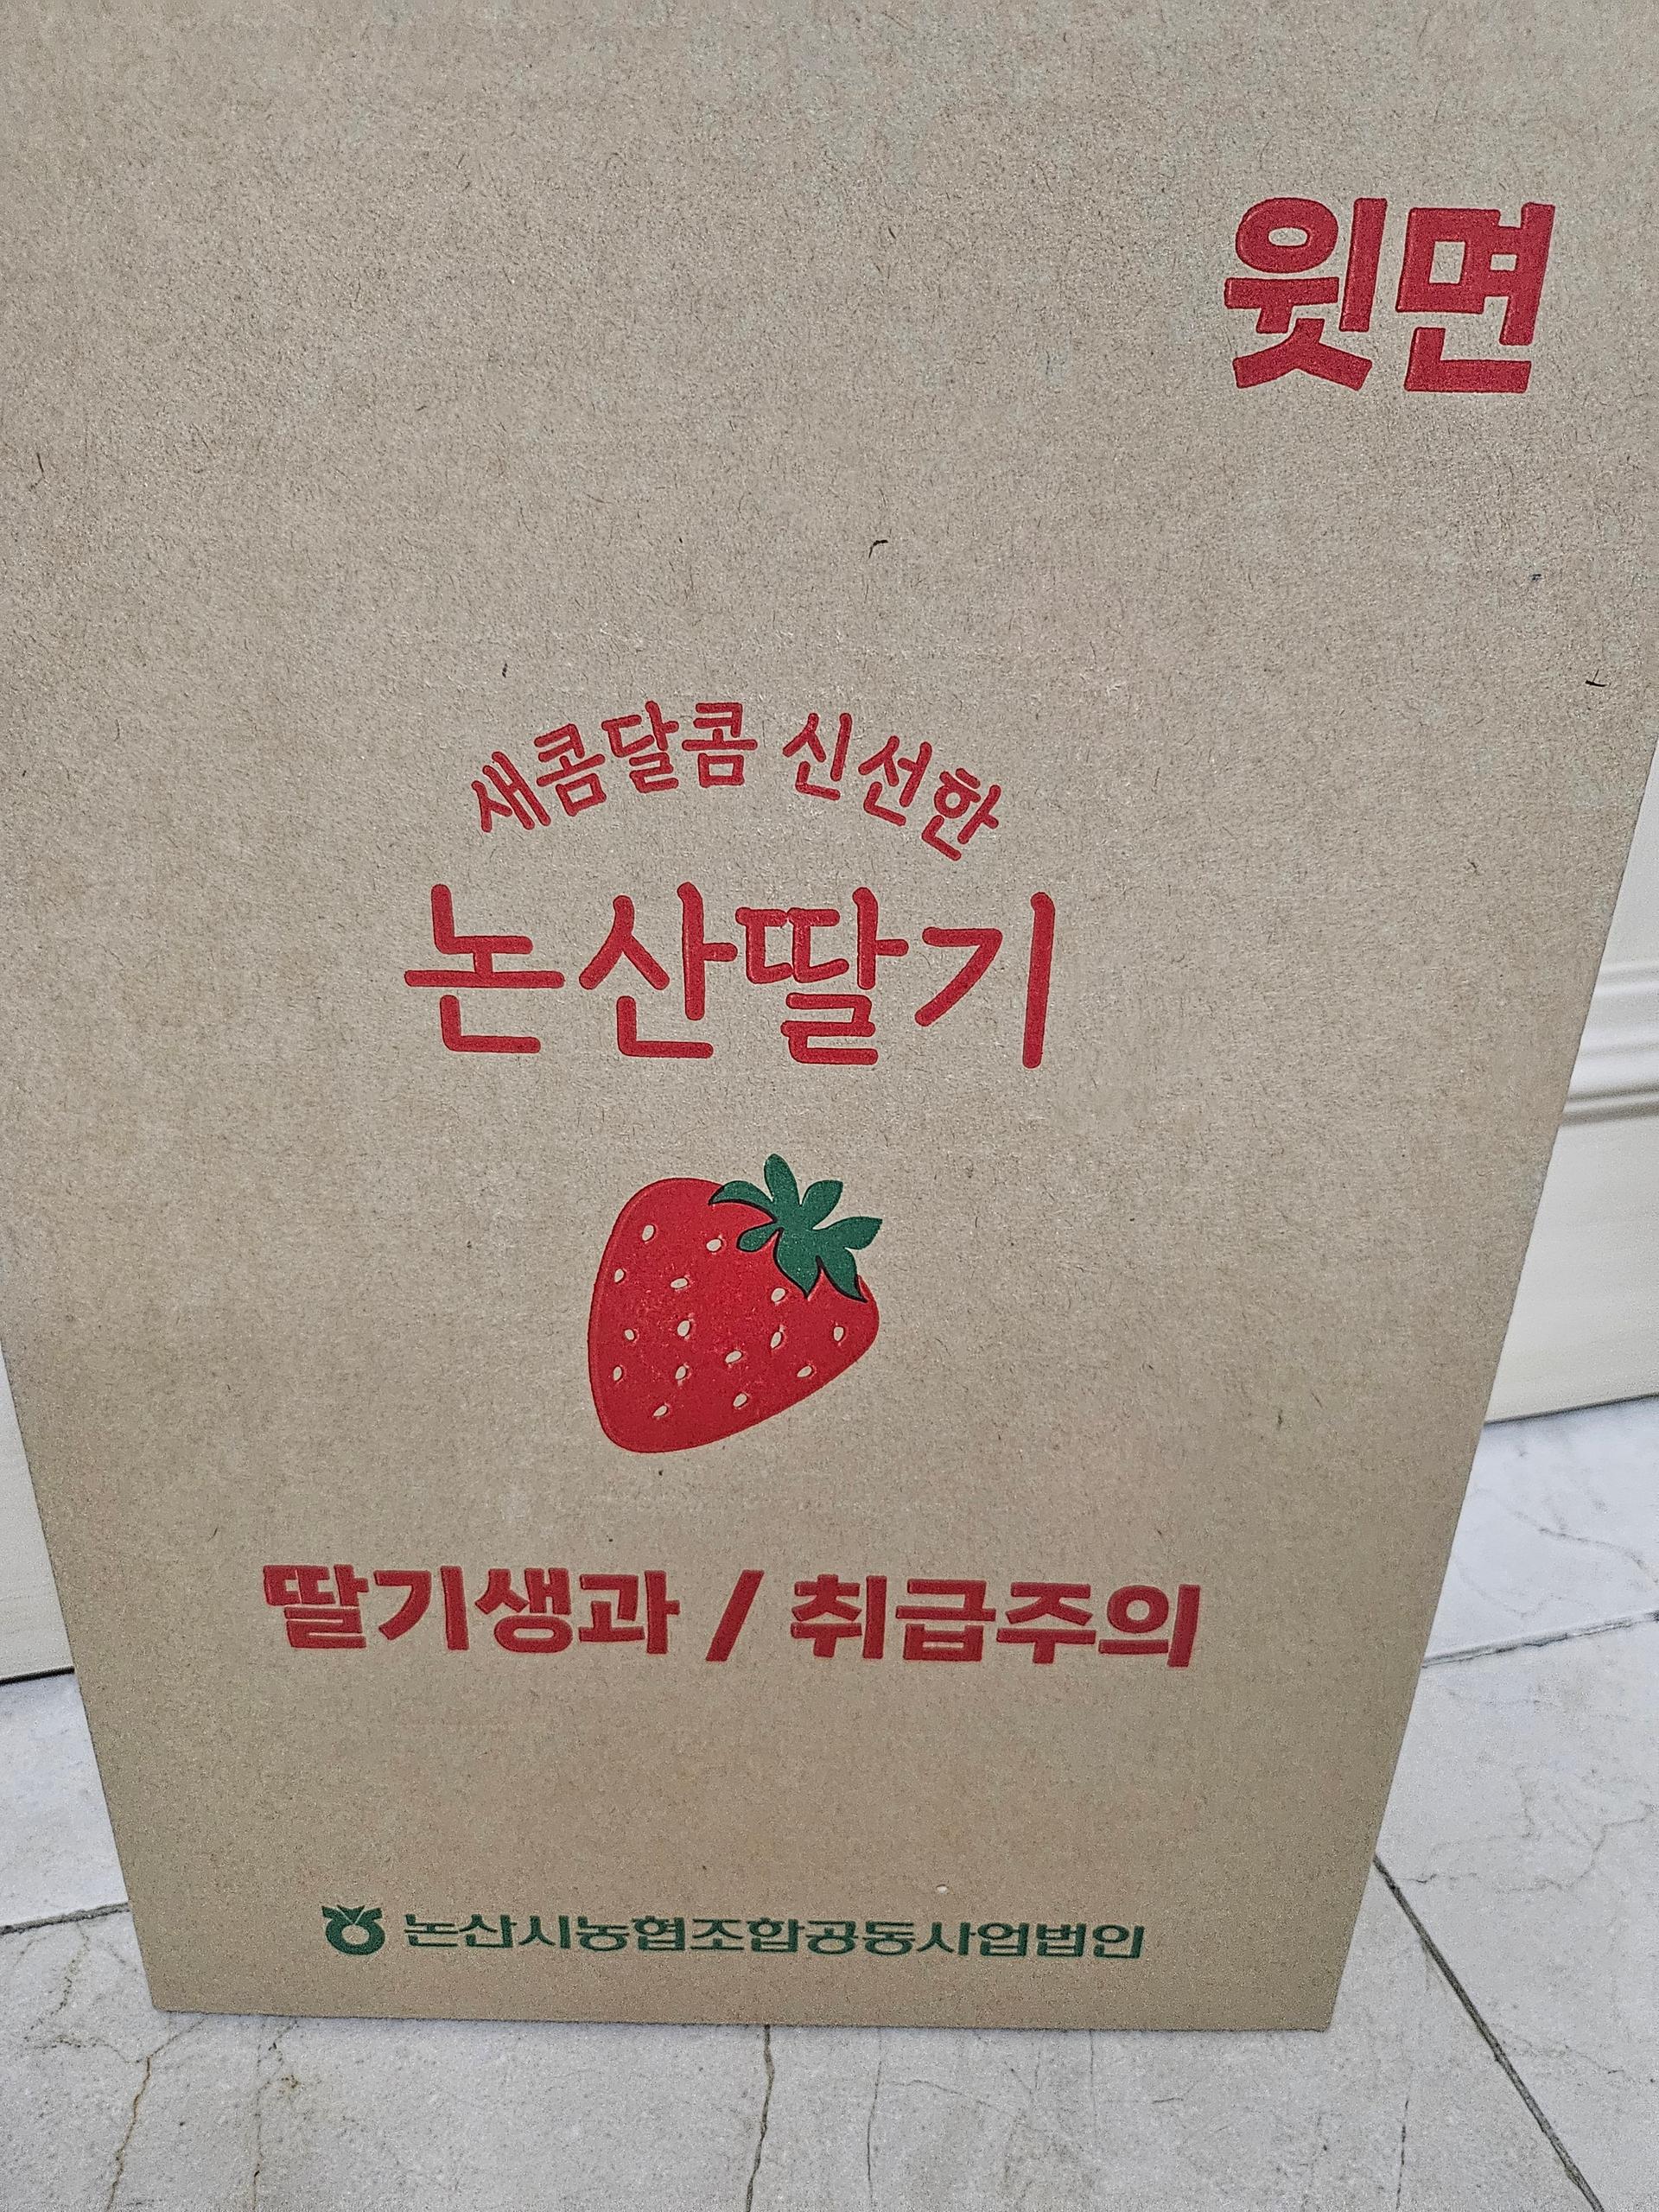 윗면
새콤달콤 신선한
논산딸기
딸기생과 / 취급주의
논산시농협조합공동사업법인